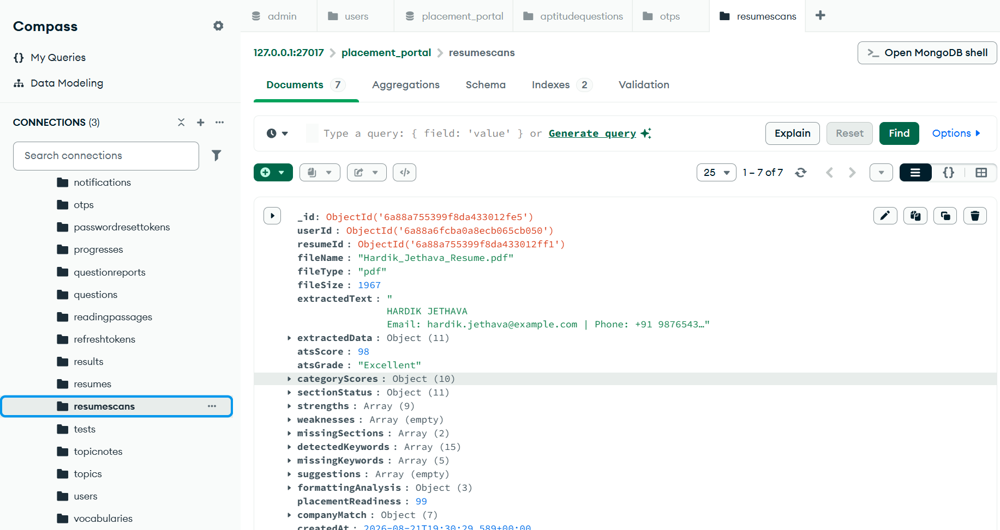 Compass
My Queries
Data Modeling
CONNECTIONS (3)
Search connections
notifications
otps
passwordresettokens
progresses
questionreports
questions
readingpassages
refreshtokens
results
resumes
resumescans
tests
topicnotes
topics
users
vocabularies
admin
users
placement_portal
aptitudequestions
otps
resumescans
127.0.0.1:27017 > placement_portal > resumescans
>_ Open MongoDB shell
Documents 7
Aggregations
Schema
Indexes 2
Validation
Type a query: { field: 'value' } or Generate query
Explain
Reset
Find
Options
25
1 – 7 of 7
_id: ObjectId('6a88a755399f8da433012fe5')
userId : ObjectId('6a88a6fcba0a8ecb065cb050')
resumeId : ObjectId('6a88a755399f8da433012ff1')
fileName : "Hardik_Jethava_Resume.pdf"
fileType : "pdf"
fileSize : 1967
extractedText : "
HARDIK JETHAVA
Email: hardik.jethava@example.com | Phone: +91 9876543…"
extractedData : Object (11)
atsScore : 98
atsGrade : "Excellent"
categoryScores : Object (10)
sectionStatus : Object (11)
strengths : Array (9)
weaknesses : Array (empty)
missingSections : Array (2)
detectedKeywords : Array (15)
missingKeywords : Array (5)
suggestions : Array (empty)
formattingAnalysis : Object (3)
placementReadiness : 99
companyMatch : Object (7)
createdAt : 2026-08-21T19:30:29.589+00:00